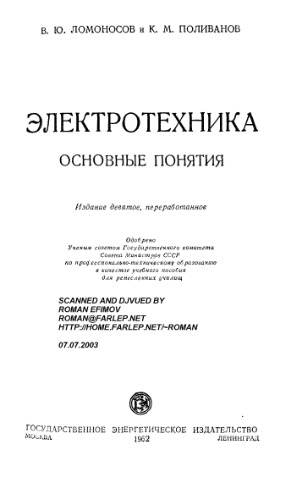 В. Ю. ЛОМОНОСОВ и К. М. ПОЛИВАНОВ
ЭЛЕКТРОТЕХНИКА
ОСНОВНЫЕ ПОНЯТИЯ
Издание девятое, переработанное
Одобрено
Ученым советом Государственного комитета
Совета Министров СССР
по профессионально-техническому образованию
в качестве учебного пособия
для ремесленных училищ
SCANNED AND DJVUED BY
ROMAN EFIMOV
ROMAN@FARLEP.NET
HTTP://HOME.FARLEP.NET/~ROMAN
07.07.2003
ГОСУДАРСТВЕННОЕ ЭНЕРГЕТИЧЕСКОЕ ИЗДАТЕЛЬСТВО
МОСКВА 1962 ЛЕНИНГРАД